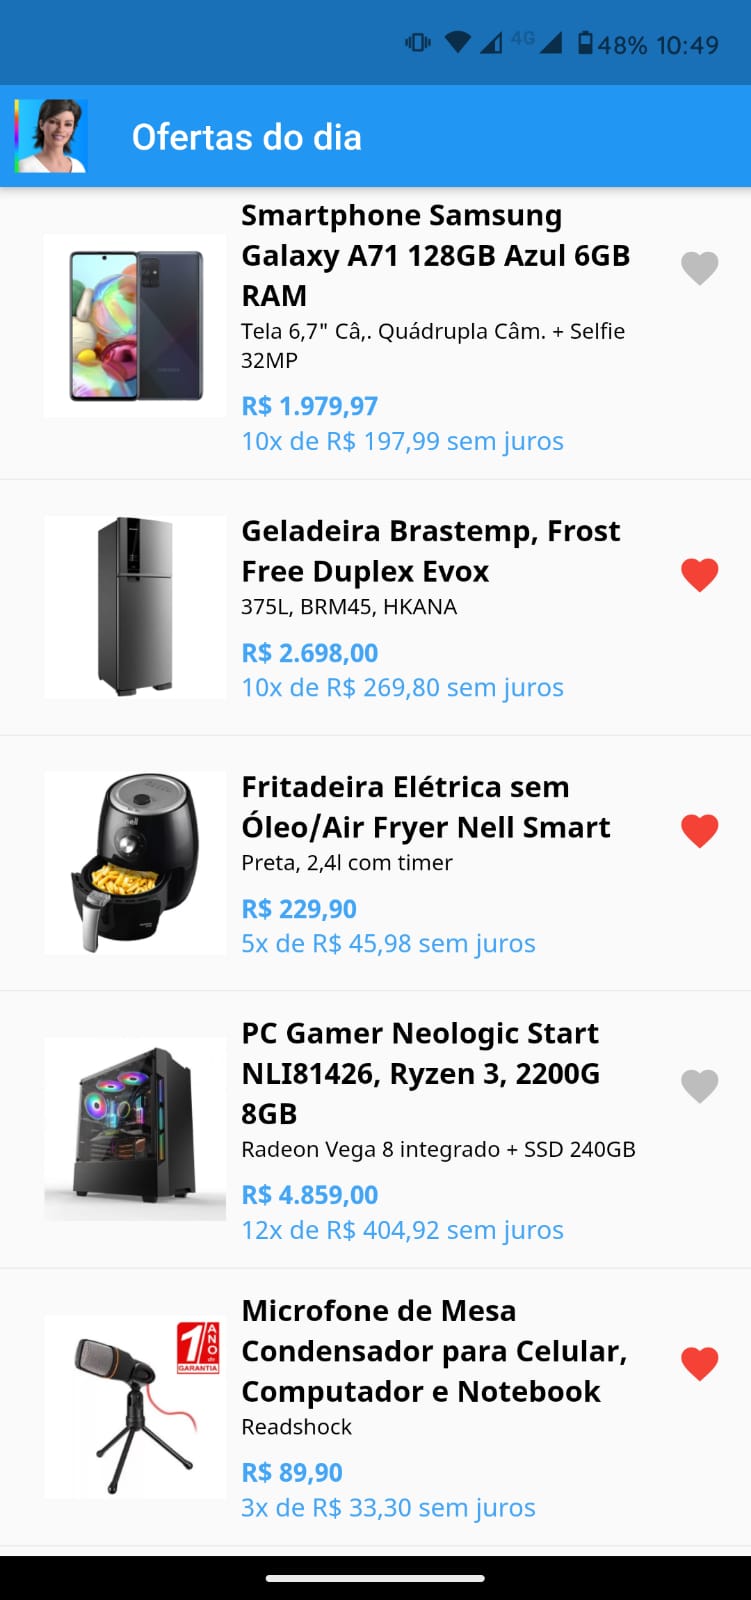 4G 48% 10:49
Ofertas do dia
Smartphone Samsung
Galaxy A71 128GB Azul 6GB
RAM
Tela 6,7" Câ,. Quádrupla Câm. + Selfie
32MP
R$ 1.979,97
10x de R$ 197,99 sem juros
Geladeira Brastemp, Frost
Free Duplex Evox
375L, BRM45, HKANA
R$ 2.698,00
10x de R$ 269,80 sem juros
nell
Fritadeira Elétrica sem
Óleo/Air Fryer Nell Smart
Preta, 2,4l com timer
R$ 229,90
5x de R$ 45,98 sem juros
PC Gamer Neologic Start
NLI81426, Ryzen 3, 2200G
8GB
Radeon Vega 8 integrado + SSD 240GB
R$ 4.859,00
12x de R$ 404,92 sem juros
1 ANO de
GARANTIA
Microfone de Mesa
Condensador para Celular,
Computador e Notebook
Readshock
R$ 89,90
3x de R$ 33,30 sem juros